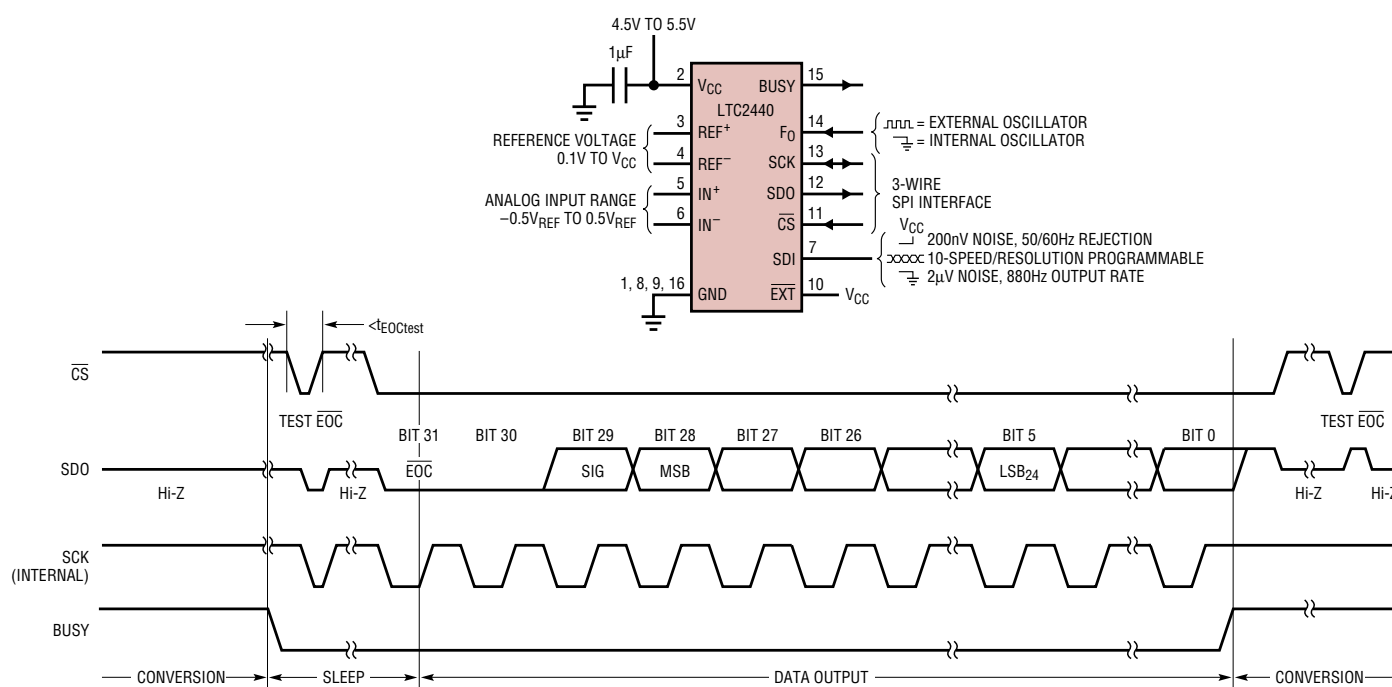 4.5V TO 5.5V
1µF
2
VCC
BUSY
15
LTC2440
3
REF+
FO
14
= EXTERNAL OSCILLATOR
= INTERNAL OSCILLATOR
REFERENCE VOLTAGE
0.1V TO VCC
4
REF−
SCK
13
5
IN+
SDO
12
3-WIRE
SPI INTERFACE
ANALOG INPUT RANGE
−0.5VREF TO 0.5VREF
6
IN−
CS
11
VCC
200nV NOISE, 50/60Hz REJECTION
SDI
7
10-SPEED/RESOLUTION PROGRAMMABLE
2µV NOISE, 880Hz OUTPUT RATE
1, 8, 9, 16
GND
EXT
10
VCC
<tEOCtest
CS
TEST EOC
TEST EOC
BIT 31
BIT 30
BIT 29
BIT 28
BIT 27
BIT 26
BIT 5
BIT 0
SDO
EOC
SIG
MSB
LSB24
Hi-Z
Hi-Z
Hi-Z
Hi-Z
SCK
(INTERNAL)
BUSY
CONVERSION
SLEEP
DATA OUTPUT
CONVERSION